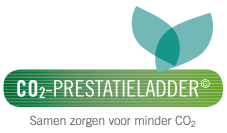 CO₂-PRESTATIELADDER©
Samen zorgen voor minder CO₂